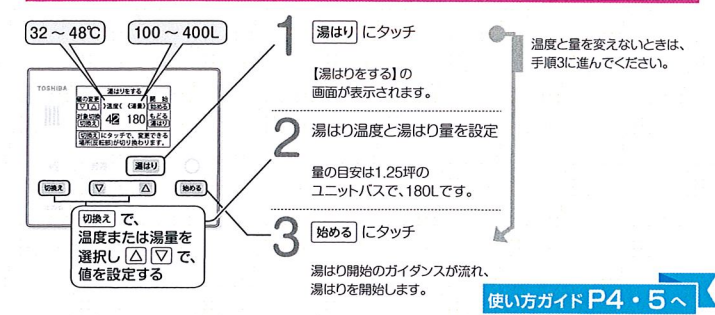 32～48℃
100～400L
TOSHIBA
湯はりをする
値の変更
▽△
〉温度〈 〈湯量〉
42 180
開 始
始める
対象切換
切換え
もどる
湯はり
切換え にタッチで、変更できる
場所(反転部)が切り換わります。
湯はり
切換え
▽ △
始める
切換え で、
温度または湯量を
選択し △ ▽ で、
値を設定する
1 湯はり にタッチ
【湯はりをする】の
画面が表示されます。
温度と量を変えないときは、
手順3に進んでください。
2 湯はり温度と湯はり量を設定
量の目安は1.25坪の
ユニットバスで、180Lです。
3 始める にタッチ
湯はり開始のガイダンスが流れ、
湯はりを開始します。
使い方ガイド P4・5へ